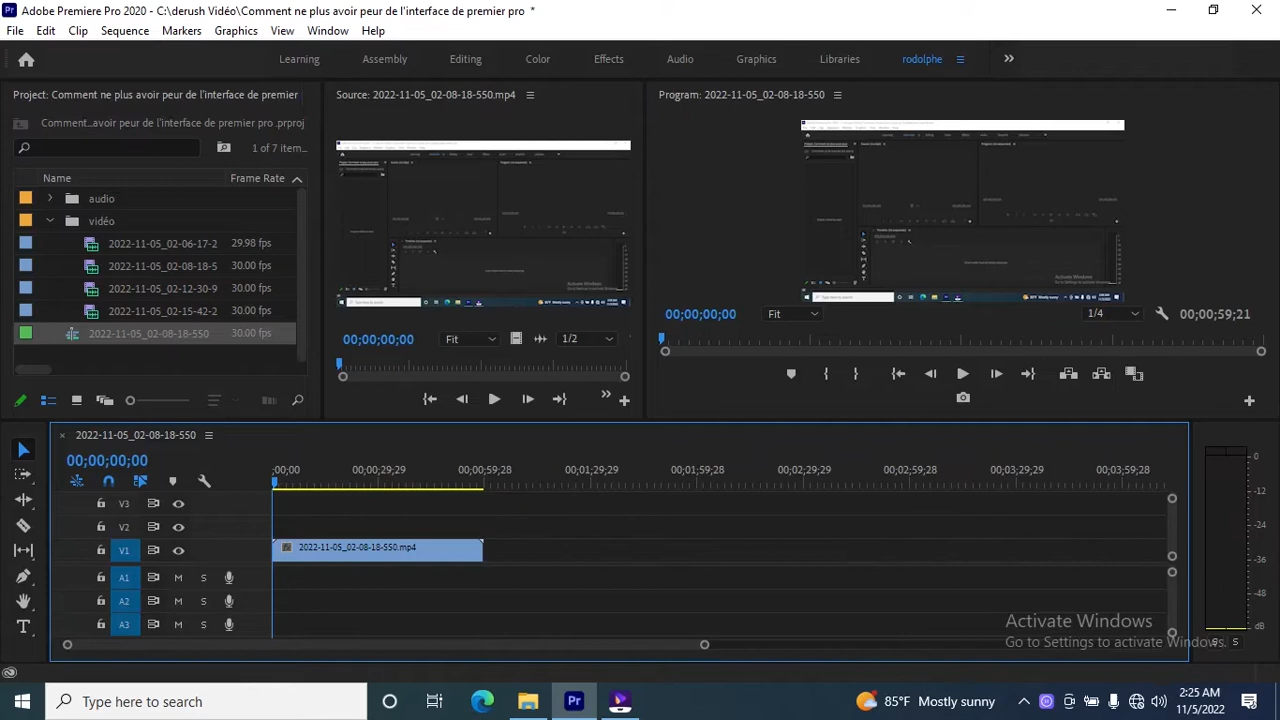 Adobe Premiere Pro 2020 - C:\derush Vidéo\Comment ne plus avoir peur de l'interface de premier pro *
File Edit Clip Sequence Markers Graphics View Window Help
Learning Assembly Editing Color Effects Audio Graphics Libraries rodolphe
Project: Comment ne plus avoir peur de l'interface de premier
Comment...avoir peur de l'interface de premier pro.prproj
1 of 7 item...
Name Frame Rate
audio
vidéo
2022-11-05_02-17-4 29.98 fps
2022-11-05_02-08-18-5 30.00 fps
2022-11-05_02-12-30-9 30.00 fps
2022-11-05_02-15-42-2 30.00 fps
2022-11-05_02-08-18-550 30.00 fps
Source: 2022-11-05_02-08-18-550.mp4
00;00;00;00 Fit 1/2
Program: 2022-11-05_02-08-18-550
00;00;00;00 Fit 1/4 00;00;59;21
2022-11-05_02-08-18-550
00;00;00;00
;00;00 00;00;29;29 00;00;59;28 00;01;29;29 00;01;59;28 00;02;29;29 00;02;59;28 00;03;29;29 00;03;59;28
V3
V2
V1 2022-11-05_02-08-18-550.mp4
A1 M S
A2 M S
A3 M S
0
-12
-24
-36
-48
dB
S S
Activate Windows
Go to Settings to activate Windows.
Type here to search
85°F Mostly sunny
2:25 AM
11/5/2022